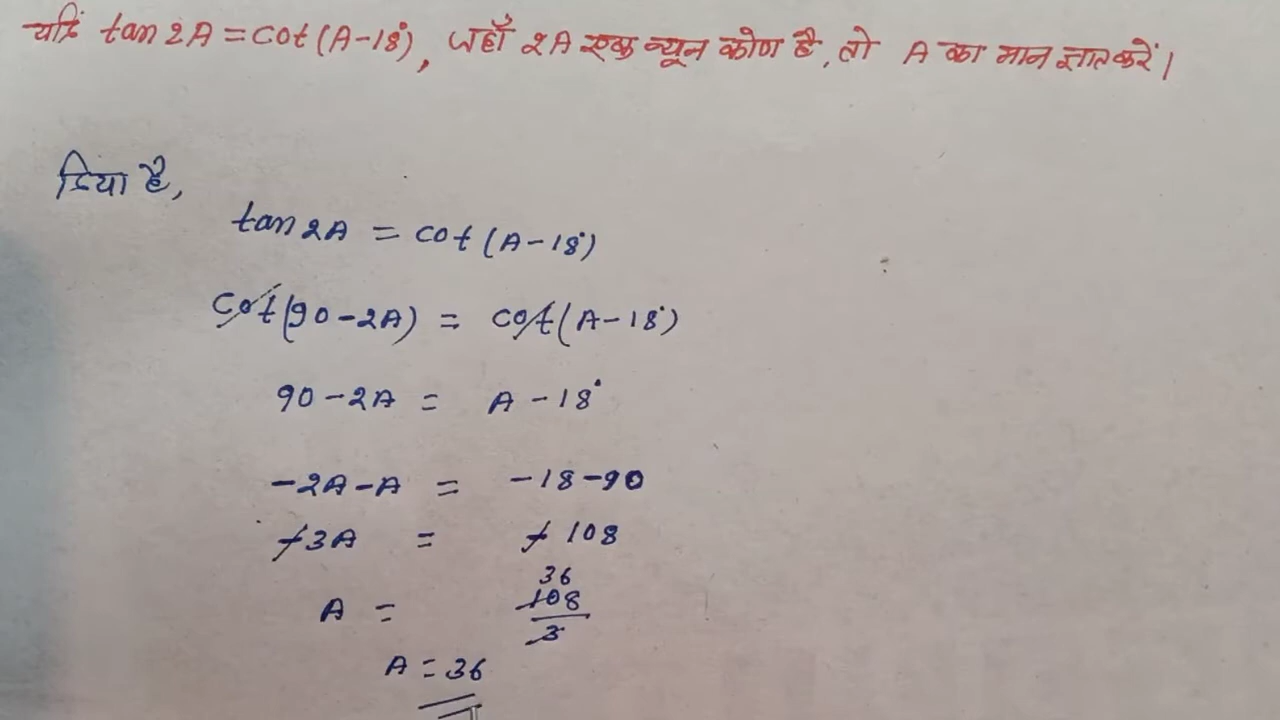 यदि tan 2A = cot (A-18°), जहाँ 2A एक न्यून कोण है, तो A का मान ज्ञात करें।
दिया है,
tan 2A = cot (A-18°)
cot (90-2A) = cot (A-18°)
90-2A = A-18°
-2A-A = -18-90
-3A = -108
36
A = 108
3
A = 36